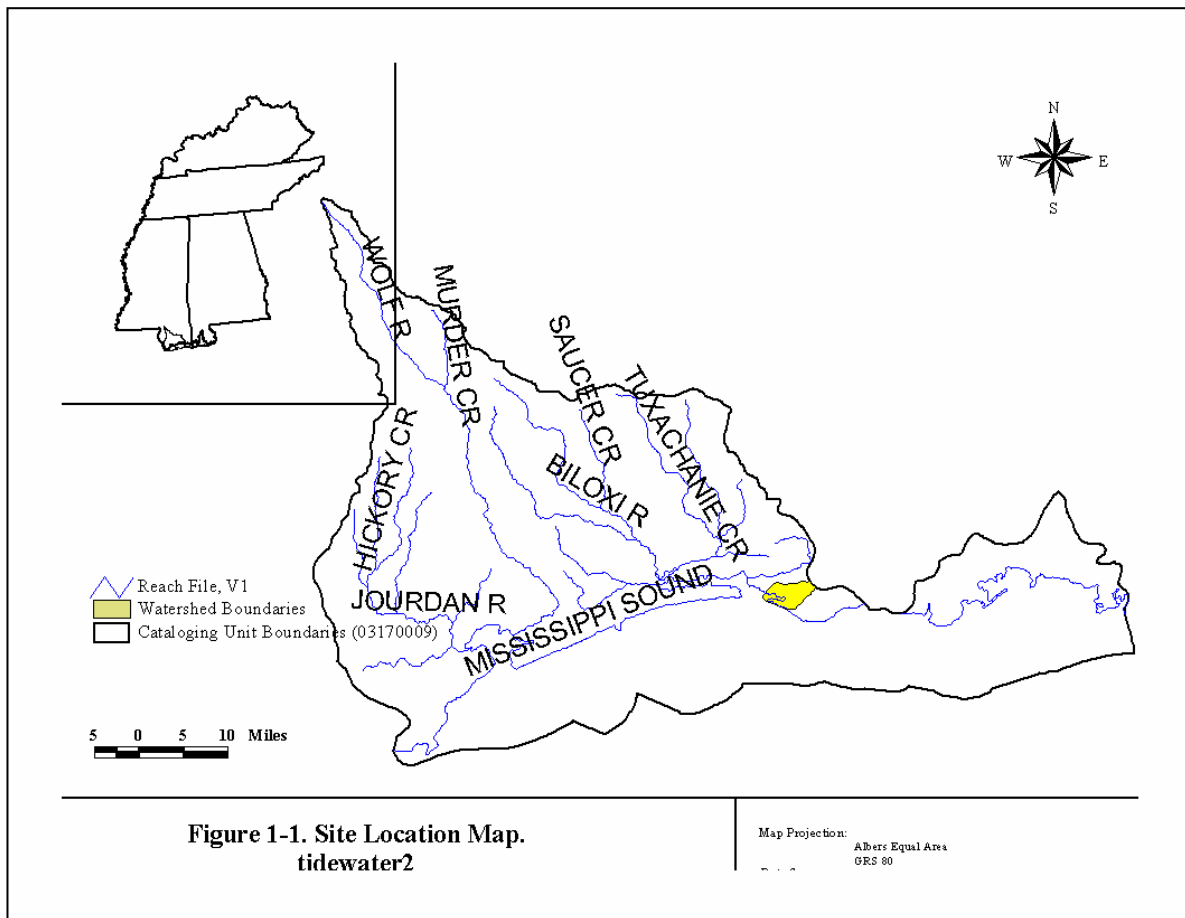 N
W E
S
WOLF R
MURDER CR
SAUCER CR
TUXACHANIE CR
HICKORY CR
BILOXI R
JOURDAN R
MISSISSIPPI SOUND
Reach File, V1
Watershed Boundaries
Cataloging Unit Boundaries (03170009)
5 0 5 10 Miles
Figure 1-1. Site Location Map.
tidewater2
Map Projection:
Albers Equal Area
GRS 80